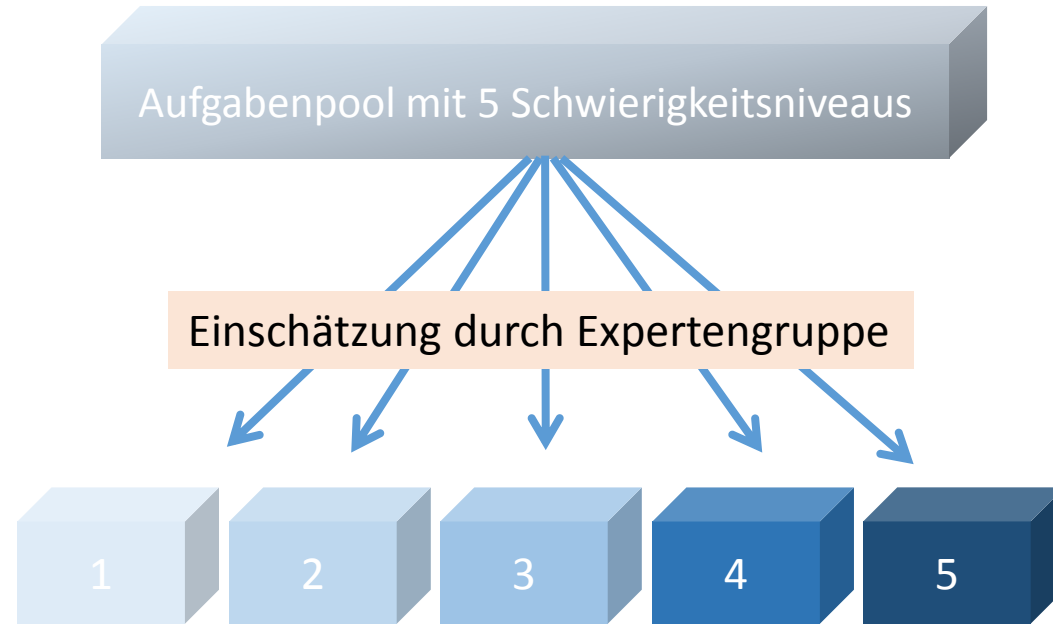 Aufgabenpool mit 5 Schwierigkeitsniveaus
Einschätzung durch Expertengruppe
1 2 3 4 5